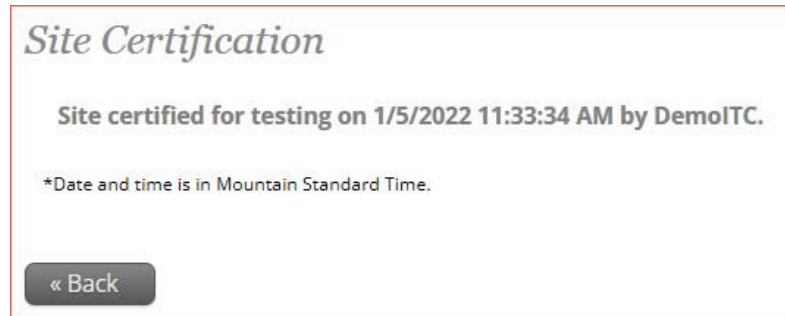 Site Certification
Site certified for testing on 1/5/2022 11:33:34 AM by DemoITC.
*Date and time is in Mountain Standard Time.
« Back